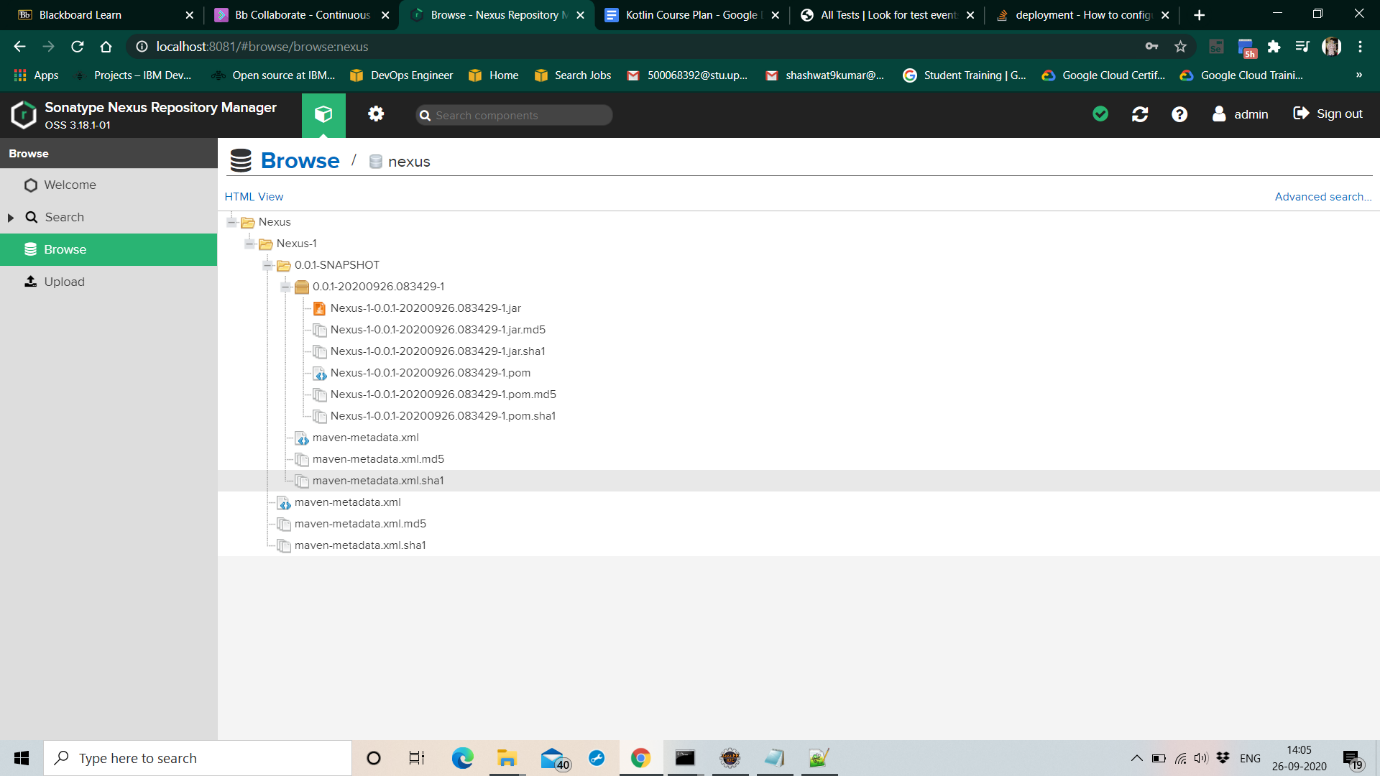 Blackboard Learn
Bb Collaborate - Continuous
Browse - Nexus Repository M
Kotlin Course Plan - Google D
All Tests | Look for test event
deployment - How to config
localhost:8081/#browse/browse:nexus
5h
Apps
Projects – IBM Dev...
Open source at IBM...
DevOps Engineer
Home
Search Jobs
500068392@stu.up...
shashwat9kumar@...
Student Training | G...
Google Cloud Certif...
Google Cloud Traini...
»
Sonatype Nexus Repository Manager
OSS 3.18.1-01
Search components
admin
Sign out
Browse
Welcome
Search
Browse
Upload
Browse / nexus
HTML View
Advanced search...
Nexus
Nexus-1
0.0.1-SNAPSHOT
0.0.1-20200926.083429-1
Nexus-1-0.0.1-20200926.083429-1.jar
Nexus-1-0.0.1-20200926.083429-1.jar.md5
Nexus-1-0.0.1-20200926.083429-1.jar.sha1
Nexus-1-0.0.1-20200926.083429-1.pom
Nexus-1-0.0.1-20200926.083429-1.pom.md5
Nexus-1-0.0.1-20200926.083429-1.pom.sha1
maven-metadata.xml
maven-metadata.xml.md5
maven-metadata.xml.sha1
maven-metadata.xml
maven-metadata.xml.md5
maven-metadata.xml.sha1
Type here to search
40
ENG
14:05
26-09-2020
19